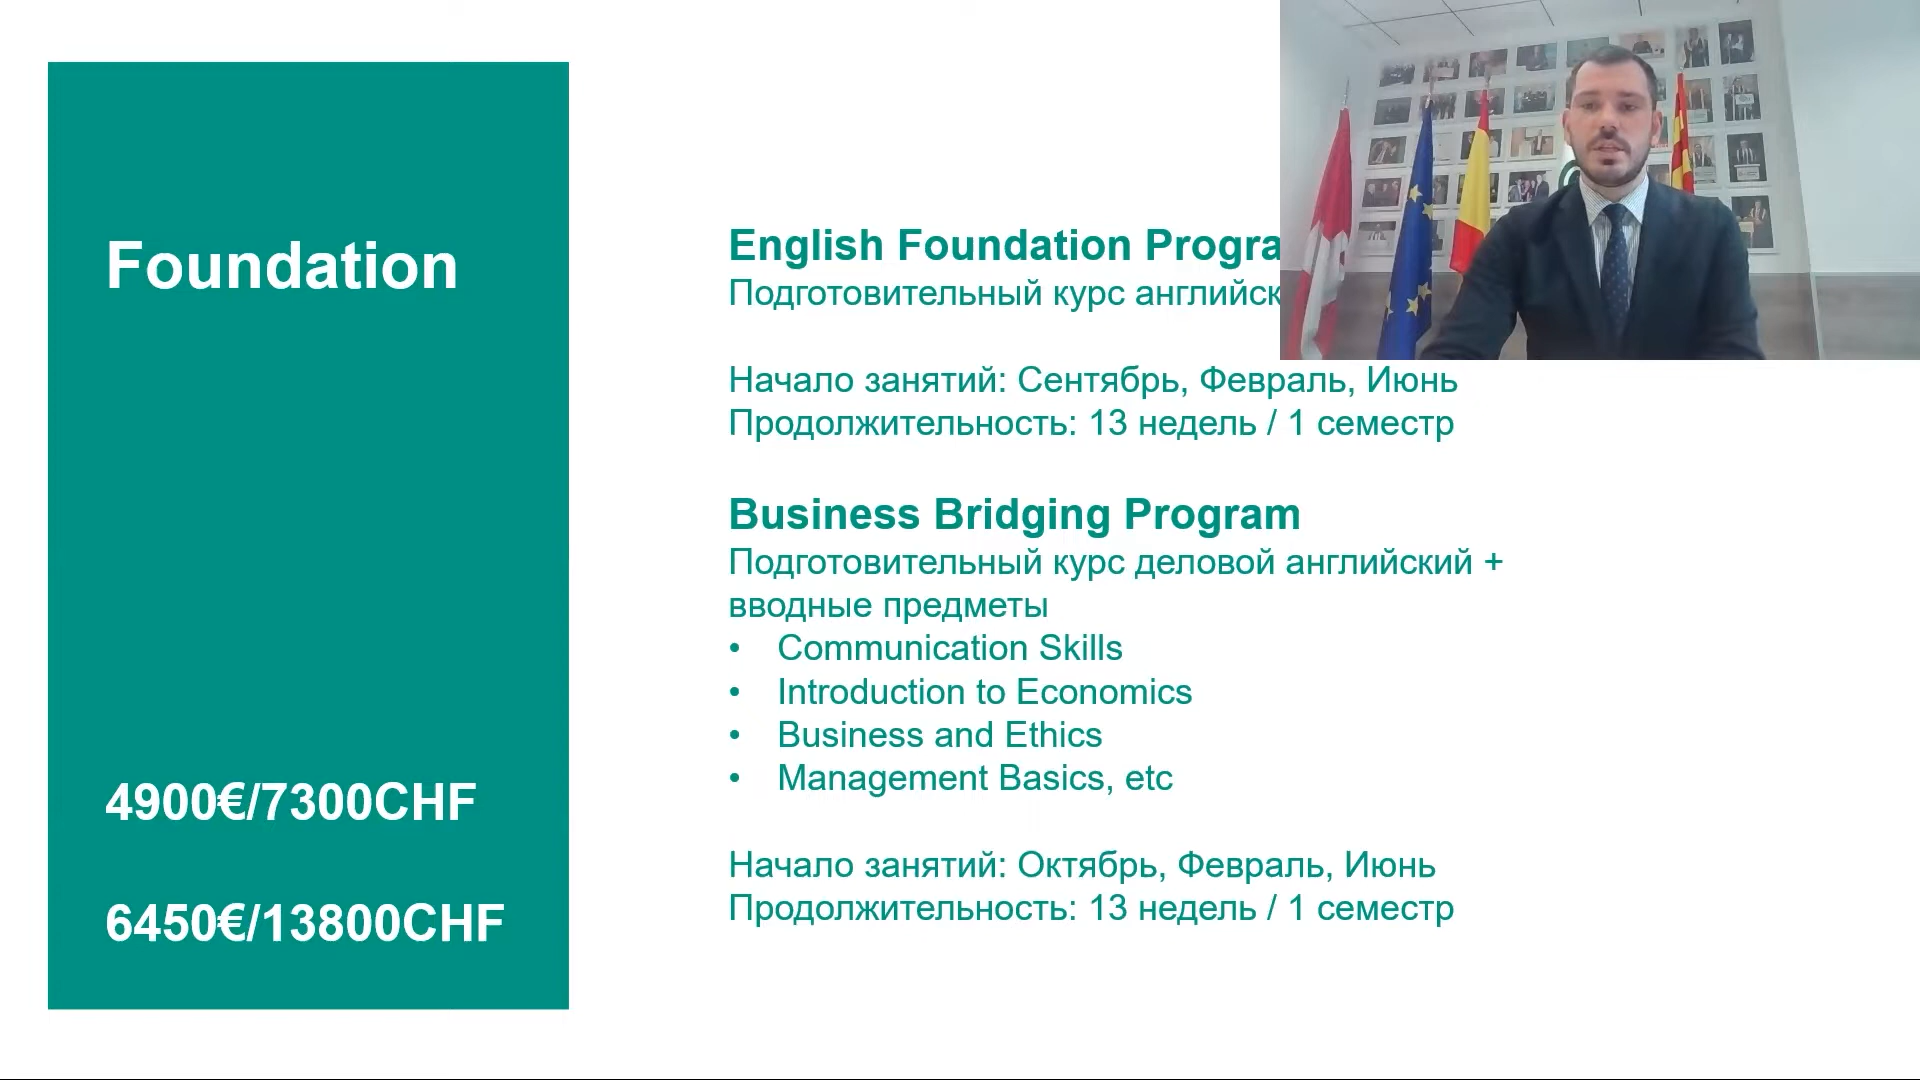 Foundation
4900€/7300CHF
6450€/13800CHF
English Foundation
Подготовительный курс
Начало занятий: Сентябрь, Февраль, Июнь
Продолжительность: 13 недель / 1 семестр
Business Bridging Program
Подготовительный курс деловой английский +
вводные предметы
• Communication Skills
• Introduction to Economics
• Business and Ethics
• Management Basics, etc
Начало занятий: Октябрь, Февраль, Июнь
Продолжительность: 13 недель / 1 семестр